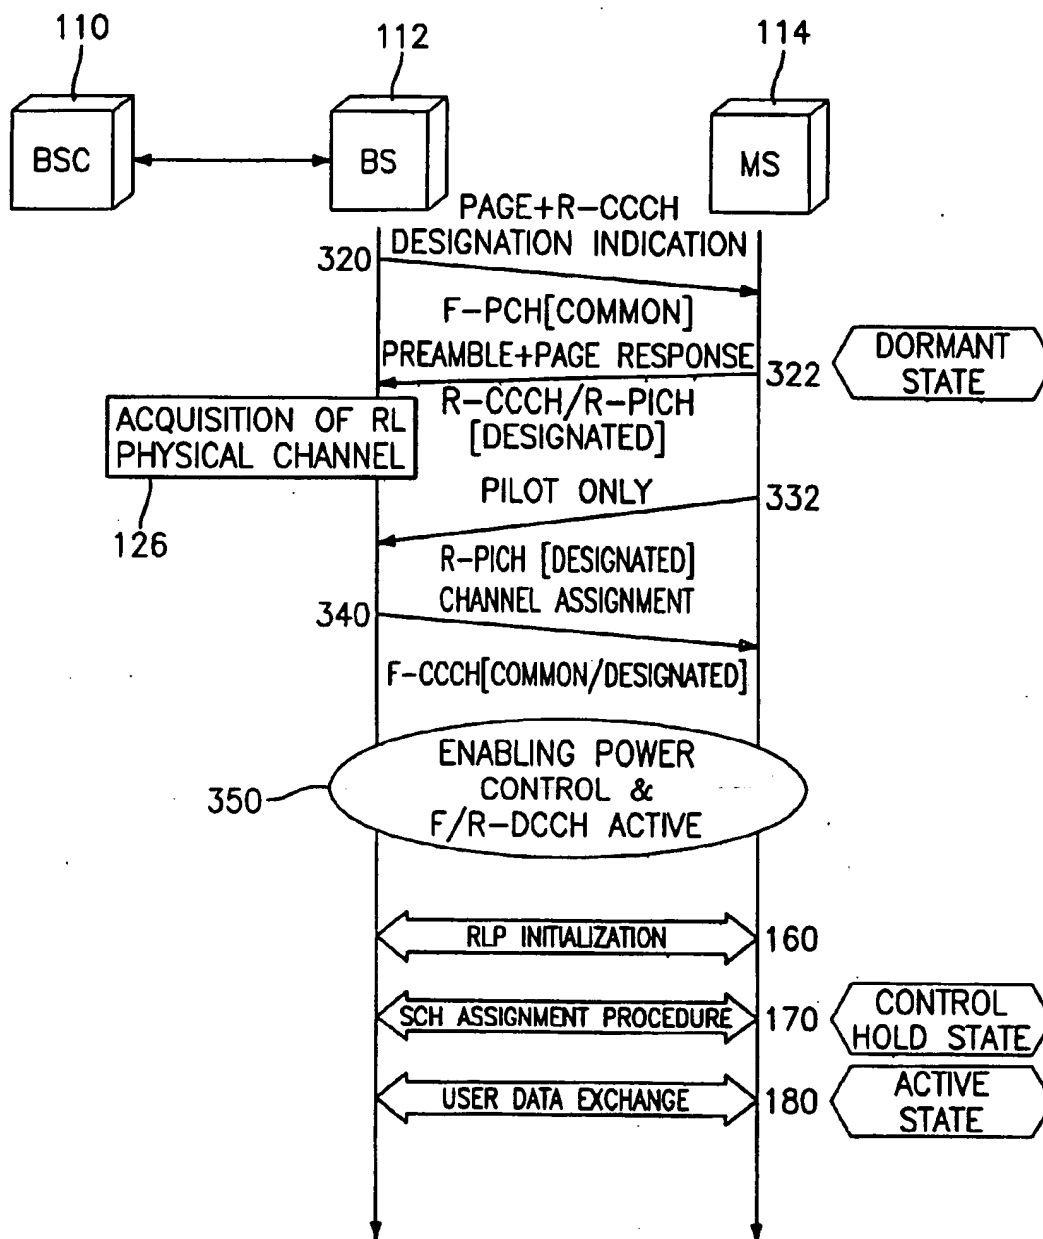 110
112
114
BSC
BS
MS
PAGE+R-CCCH
DESIGNATION INDICATION
320
F-PCH[COMMON]
PREAMBLE+PAGE RESPONSE
322
DORMANT
STATE
R-CCCH/R-PICH
[DESIGNATED]
ACQUISITION OF RL
PHYSICAL CHANNEL
126
PILOT ONLY
332
R-PICH [DESIGNATED]
CHANNEL ASSIGNMENT
340
F-CCCH[COMMON/DESIGNATED]
ENABLING POWER
CONTROL &
F/R-DCCH ACTIVE
350
RLP INITIALIZATION
160
SCH ASSIGNMENT PROCEDURE
170
CONTROL
HOLD STATE
USER DATA EXCHANGE
180
ACTIVE
STATE